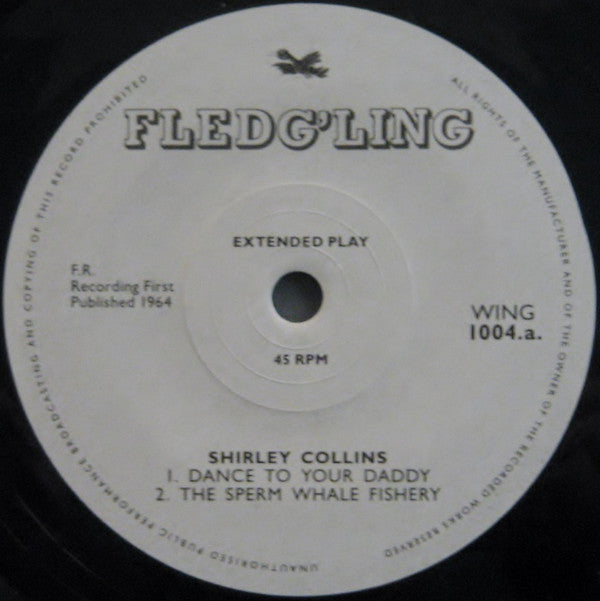 FLEDG'LING
EXTENDED PLAY
F.R.
Recording First
Published 1964
WING
1004.a.
45 RPM
SHIRLEY COLLINS
1. DANCE TO YOUR DADDY
2. THE SPERM WHALE FISHERY
ALL RIGHTS OF THE MANUFACTURER AND OF THE OWNER OF THE RECORDED WORKS RESERVED
UNAUTHORISED PUBLIC PERFORMANCE BROADCASTING AND COPYING OF THIS RECORD PROHIBITED